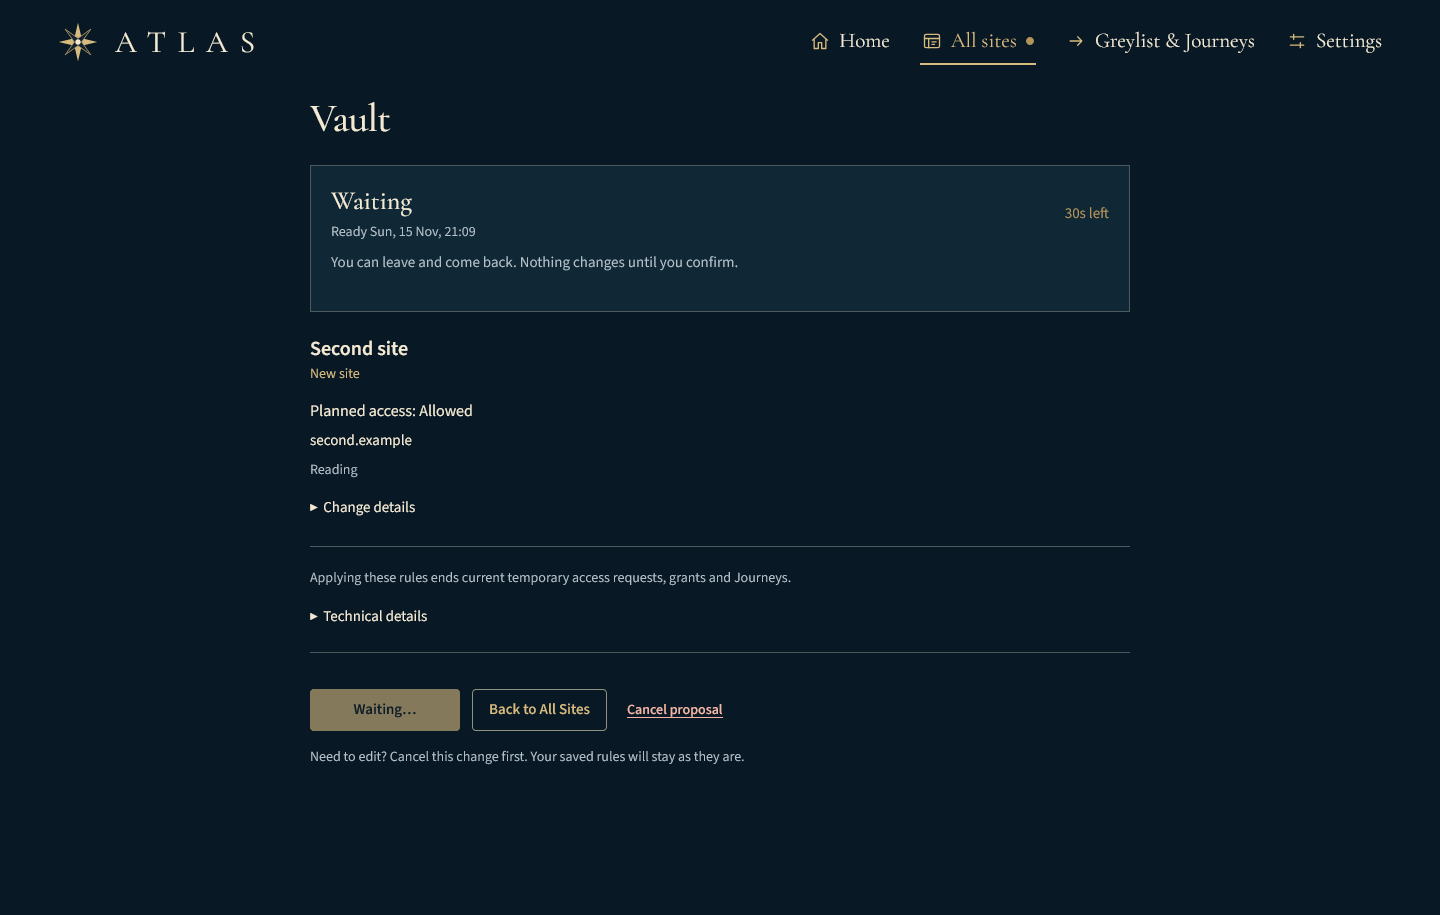 ATLAS
Home
All sites
Greylist & Journeys
Settings
Vault
Waiting
30s left
Ready Sun, 15 Nov, 21:09
You can leave and come back. Nothing changes until you confirm.
Second site
New site
Planned access: Allowed
second.example
Reading
Change details
Applying these rules ends current temporary access requests, grants and Journeys.
Technical details
Waiting…
Back to All Sites
Cancel proposal
Need to edit? Cancel this change first. Your saved rules will stay as they are.